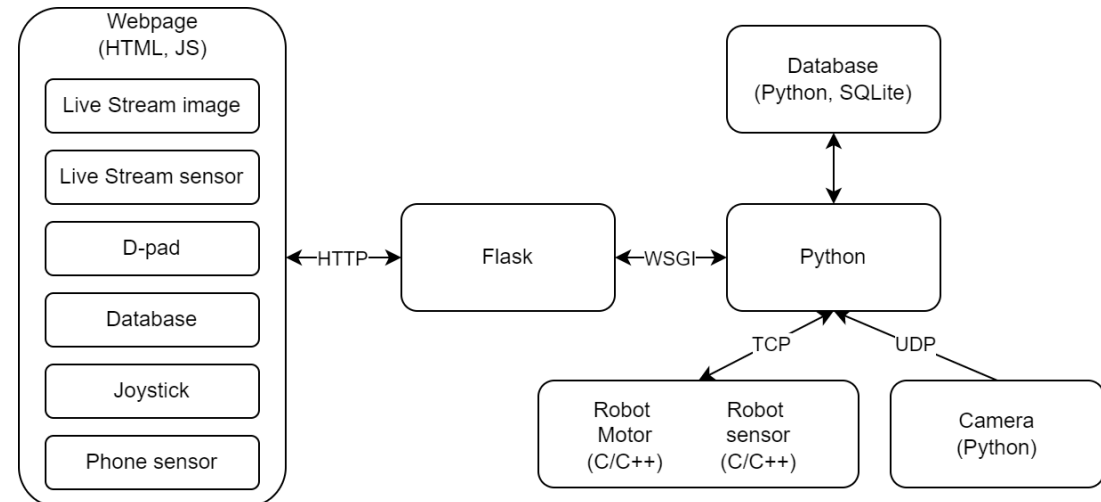 Webpage
(HTML, JS)
Live Stream image
Live Stream sensor
D-pad
Database
Joystick
Phone sensor
HTTP
Flask
WSGI
Python
Database
(Python, SQLite)
TCP
UDP
Robot
Motor
(C/C++)
Robot
sensor
(C/C++)
Camera
(Python)